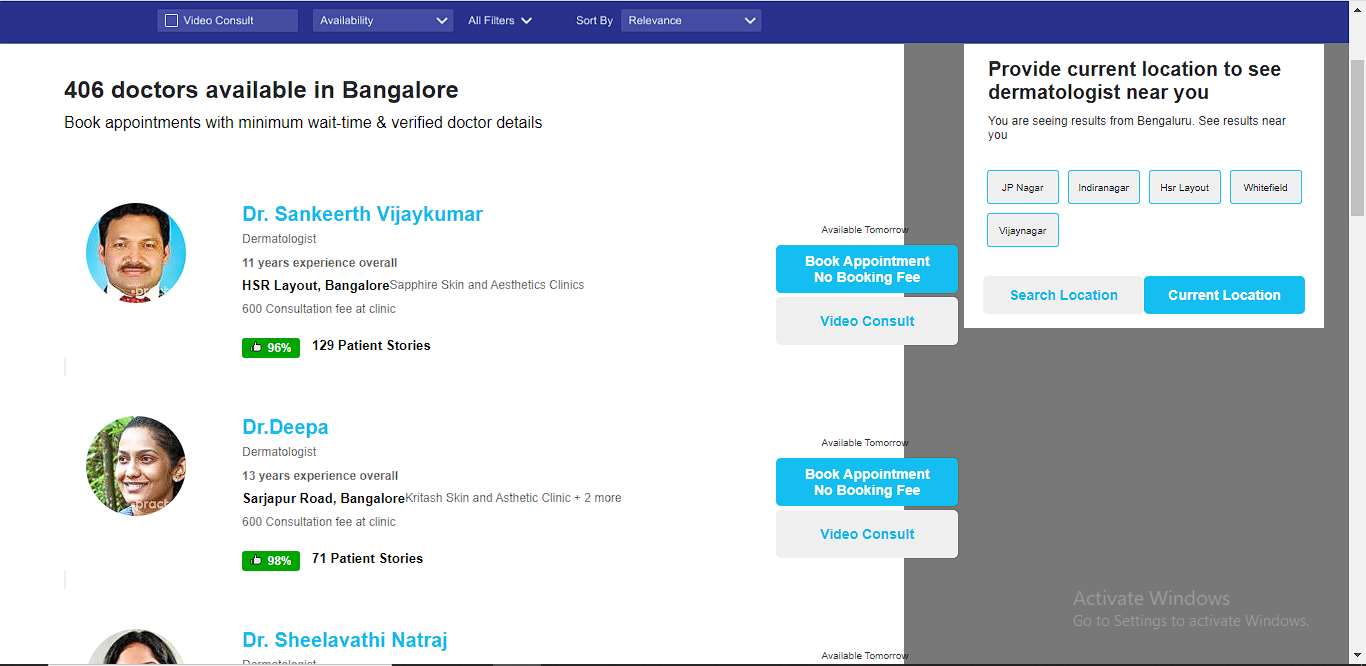 Video Consult
Availability
All Filters
Sort By
Relevance
406 doctors available in Bangalore
Book appointments with minimum wait-time & verified doctor details
Dr. Sankeerth Vijaykumar
Dermatologist
11 years experience overall
HSR Layout, BangaloreSapphire Skin and Aesthetics Clinics
600 Consultation fee at clinic
96%
129 Patient Stories
Available Tomorrow
Book Appointment
No Booking Fee
Video Consult
Dr.Deepa
Dermatologist
13 years experience overall
Sarjapur Road, BangaloreKritash Skin and Asthetic Clinic + 2 more
600 Consultation fee at clinic
98%
71 Patient Stories
Available Tomorrow
Book Appointment
No Booking Fee
Video Consult
Dr. Sheelavathi Natraj
Dermatologist
Available Tomorrow
Provide current location to see
dermatologist near you
You are seeing results from Bengaluru. See results near
you
JP Nagar
Indiranagar
Hsr Layout
Whitefield
Vijaynagar
Search Location
Current Location
Activate Windows
Go to Settings to activate Windows.